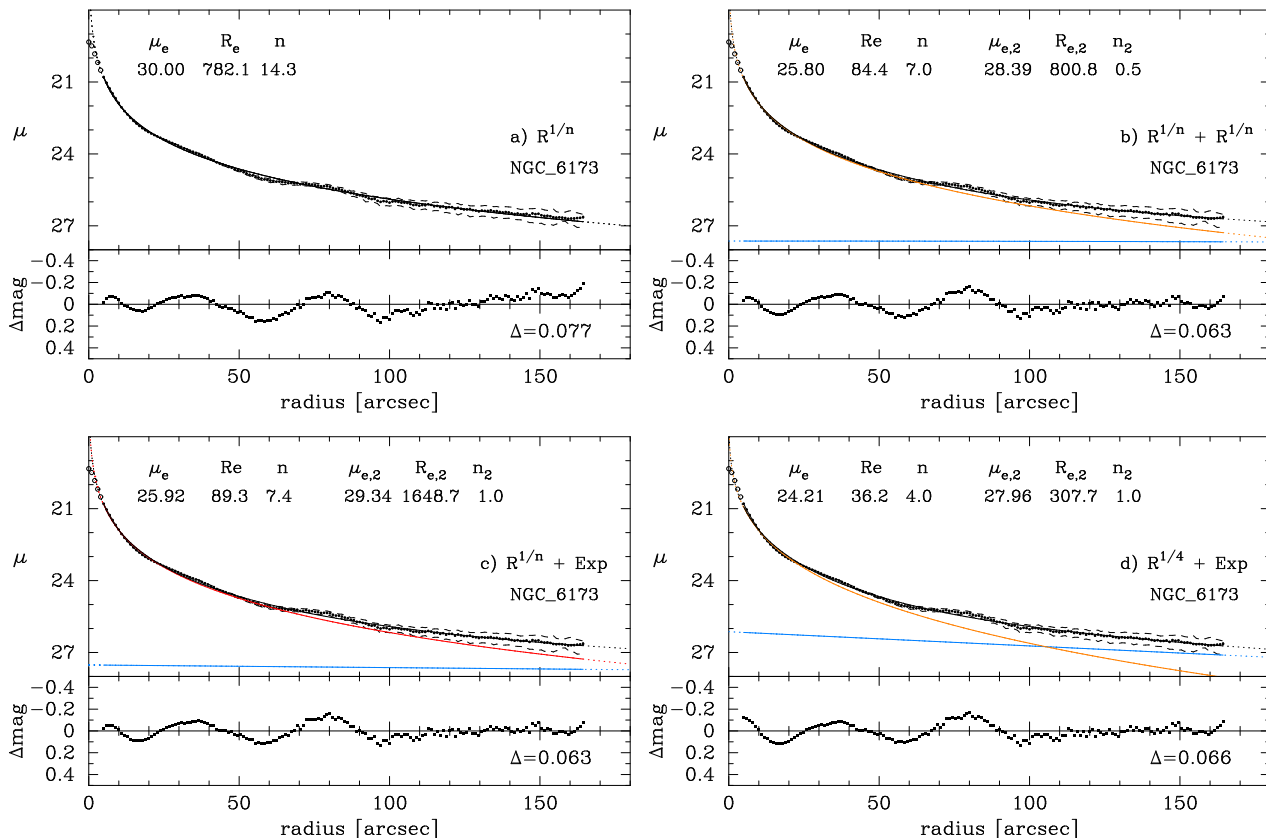 μe Re n
30.00 782.1 14.3
21
24
27
μ
a) R^1/n
NGC_6173
−0.4
−0.2
0
0.2
0.4
Δmag
Δ=0.077
0 50 100 150
radius [arcsec]
μe Re n μe,2 Re,2 n2
25.80 84.4 7.0 28.39 800.8 0.5
21
24
27
μ
b) R^1/n + R^1/n
NGC_6173
−0.4
−0.2
0
0.2
0.4
Δmag
Δ=0.063
0 50 100 150
radius [arcsec]
μe Re n μe,2 Re,2 n2
25.92 89.3 7.4 29.34 1648.7 1.0
21
24
27
μ
c) R^1/n + Exp
NGC_6173
−0.4
−0.2
0
0.2
0.4
Δmag
Δ=0.063
0 50 100 150
radius [arcsec]
μe Re n μe,2 Re,2 n2
24.21 36.2 4.0 27.96 307.7 1.0
21
24
27
μ
d) R^1/4 + Exp
NGC_6173
−0.4
−0.2
0
0.2
0.4
Δmag
Δ=0.066
0 50 100 150
radius [arcsec]